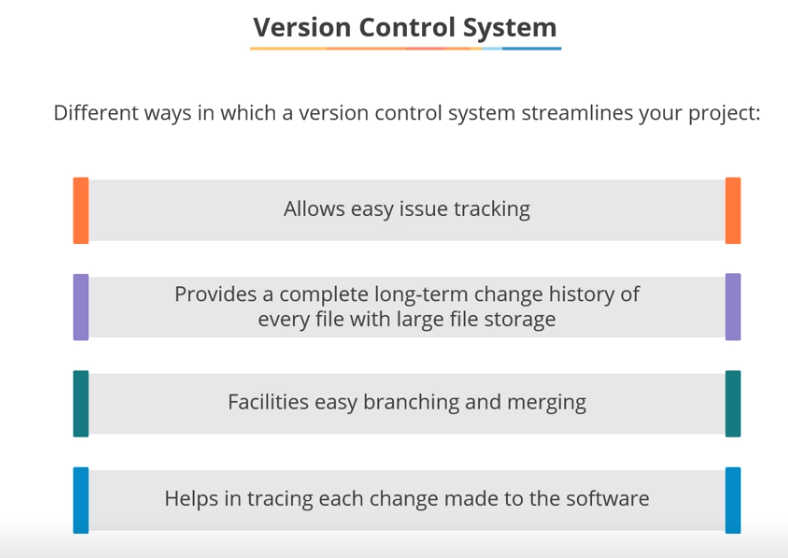 Version Control System
Different ways in which a version control system streamlines your project:
Allows easy issue tracking
Provides a complete long-term change history of
every file with large file storage
Facilities easy branching and merging
Helps in tracing each change made to the software